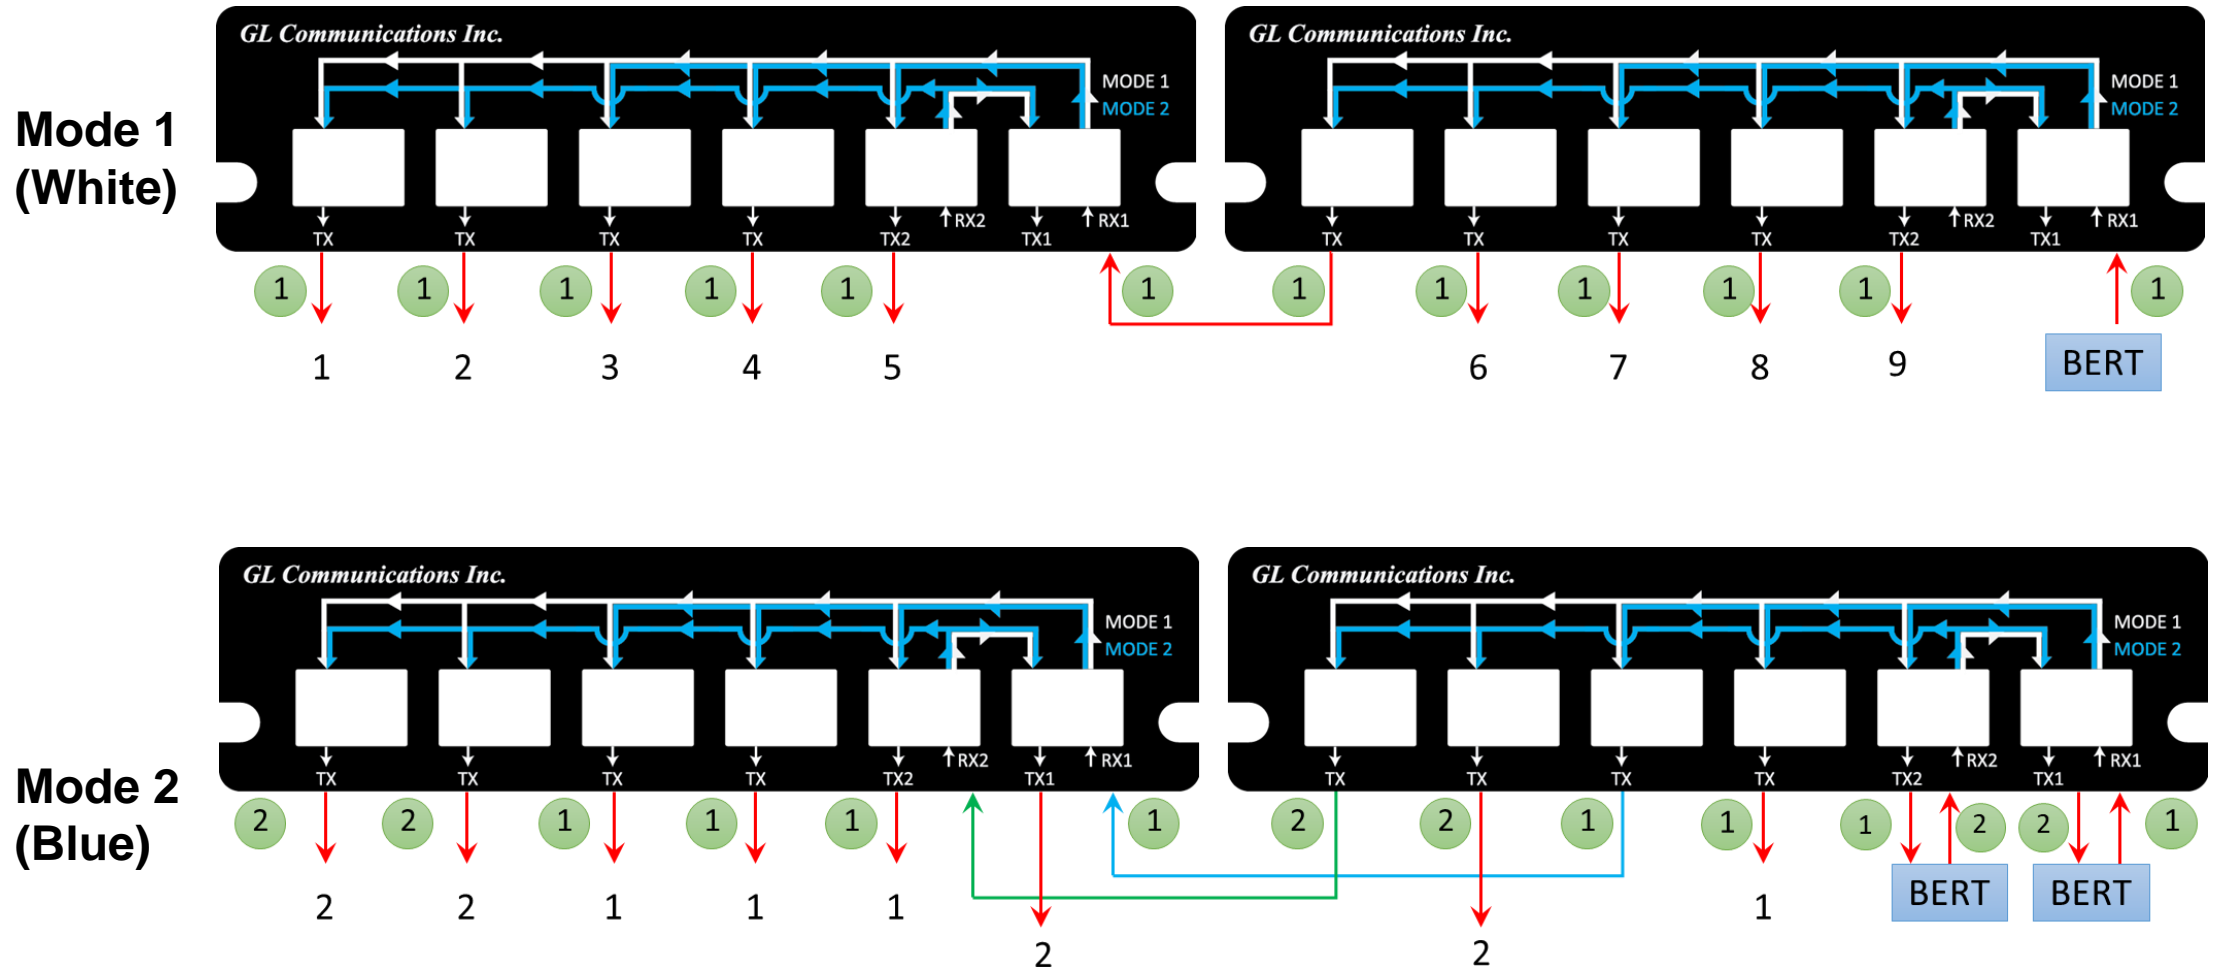 Mode 1
(White)
GL Communications Inc.
MODE 1
MODE 2
TX TX TX TX TX2 RX2 TX1 RX1
1 1 1 1 1 1
1 2 3 4 5
GL Communications Inc.
MODE 1
MODE 2
TX TX TX TX TX2 RX2 TX1 RX1
1 1 1 1 1 1
6 7 8 9 BERT
Mode 2
(Blue)
GL Communications Inc.
MODE 1
MODE 2
TX TX TX TX TX2 RX2 TX1 RX1
2 2 1 1 1 1
2 2 1 1 1
2
GL Communications Inc.
MODE 1
MODE 2
TX TX TX TX TX2 RX2 TX1 RX1
2 2 1 1 1 2 2 1
1 BERT BERT
2